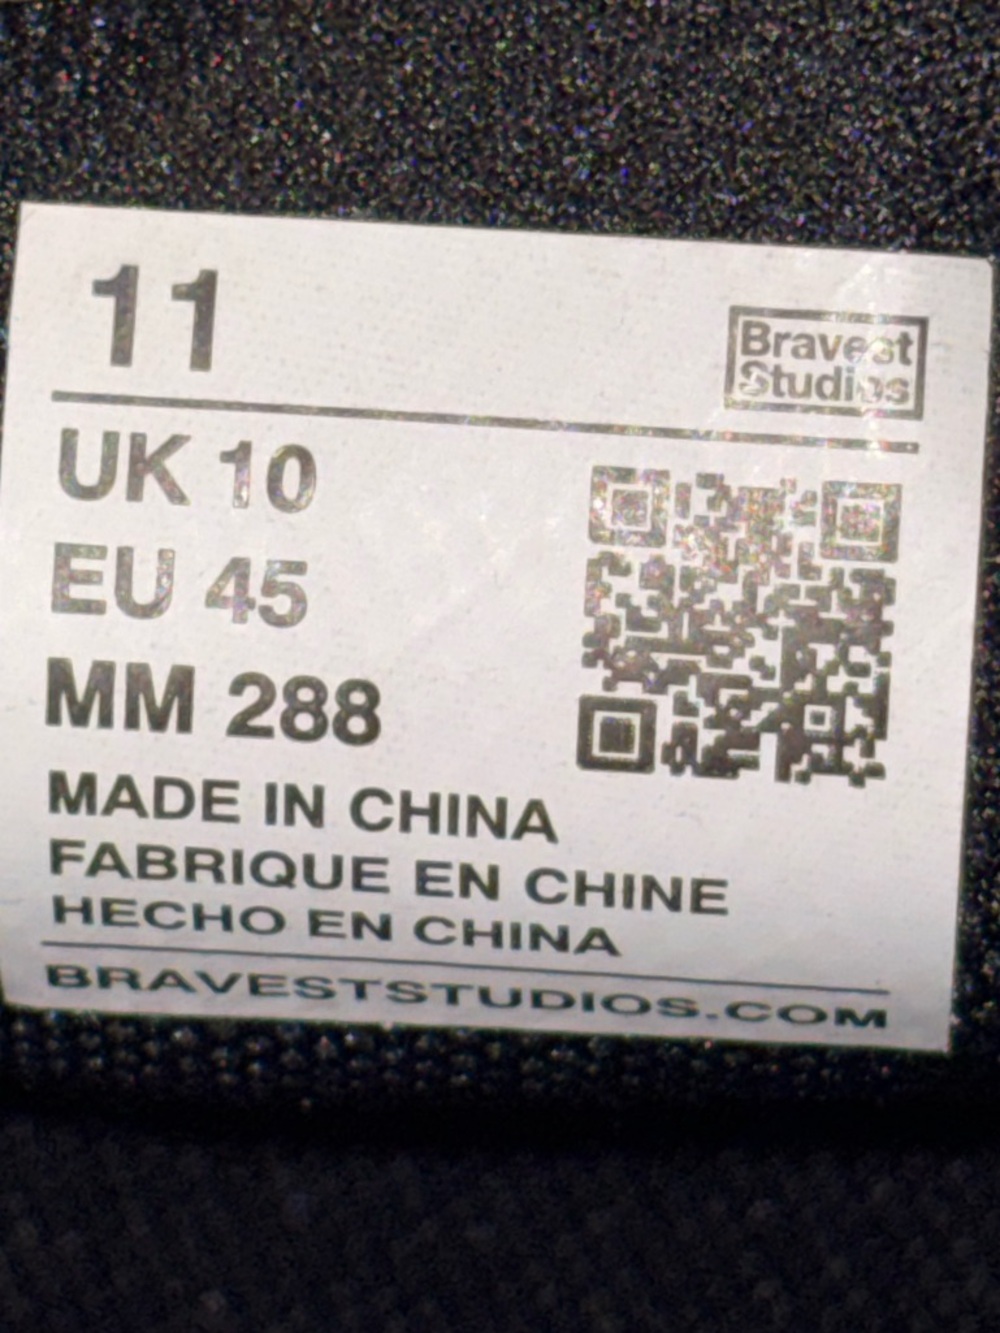 11
Bravest
Studios
UK 10
EU 45
MM 288
MADE IN CHINA
FABRIQUE EN CHINE
HECHO EN CHINA
BRAVESTSTUDIOS.COM